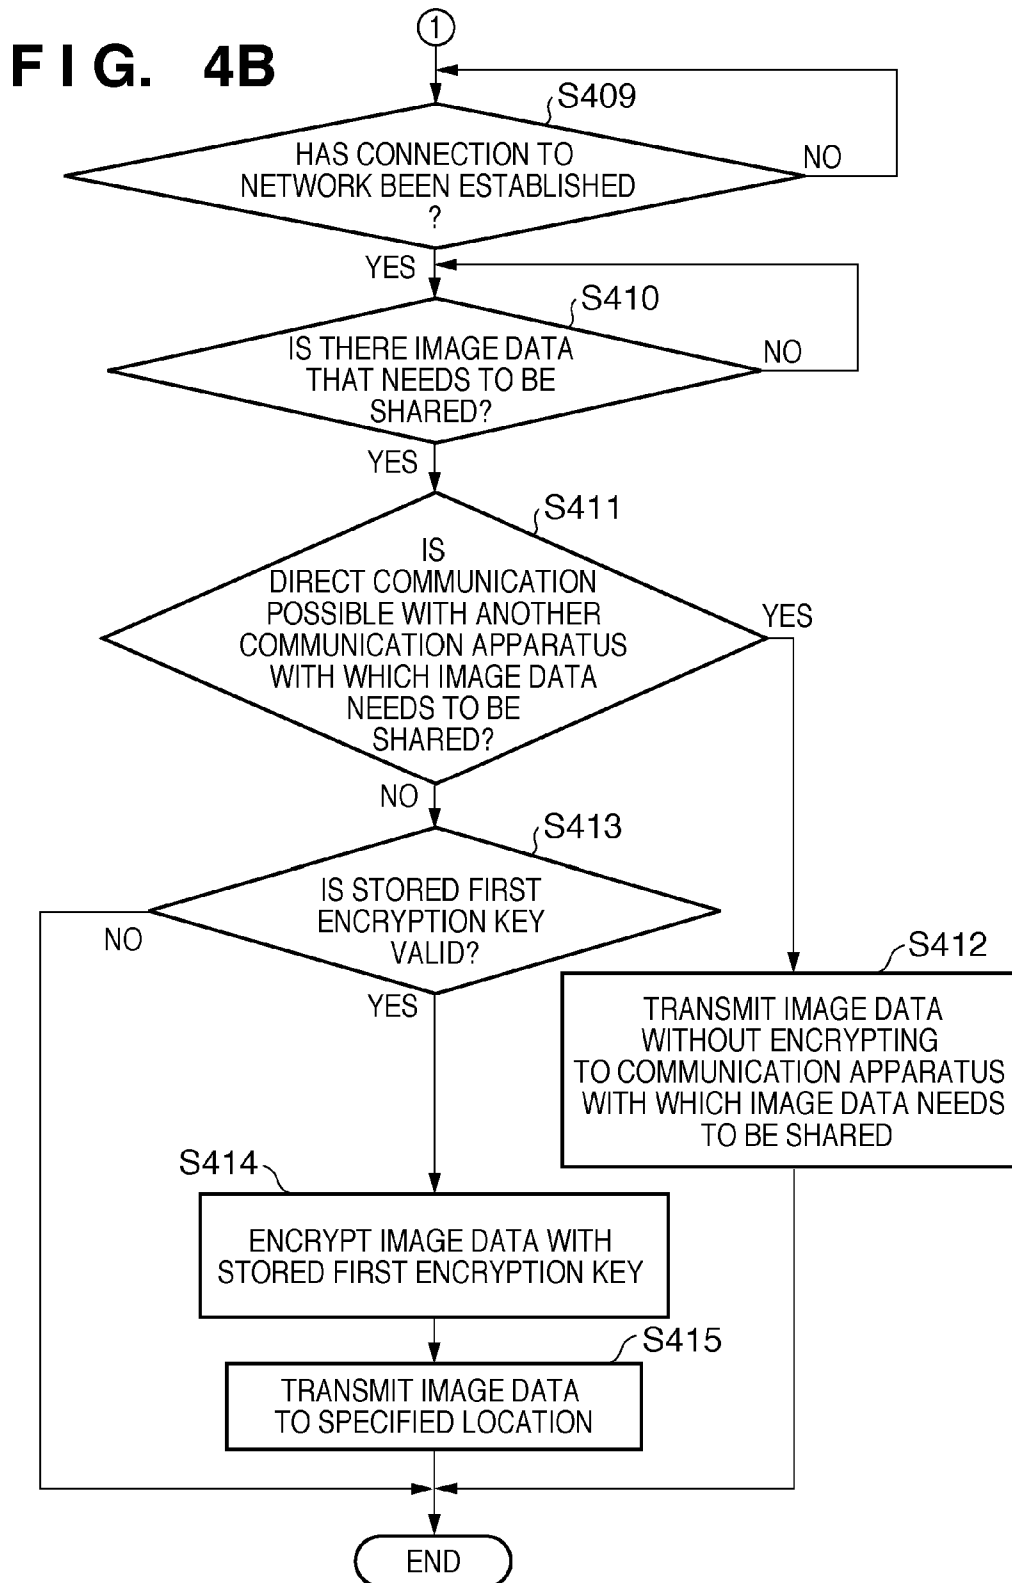 1
FIG. 4B
S409
HAS CONNECTION TO
NETWORK BEEN ESTABLISHED
?
NO
YES
S410
IS THERE IMAGE DATA
THAT NEEDS TO BE
SHARED?
NO
YES
S411
IS
DIRECT COMMUNICATION
POSSIBLE WITH ANOTHER
COMMUNICATION APPARATUS
WITH WHICH IMAGE DATA
NEEDS TO BE
SHARED?
YES
NO
S413
IS STORED FIRST
ENCRYPTION KEY
VALID?
NO
YES
S412
TRANSMIT IMAGE DATA
WITHOUT ENCRYPTING
TO COMMUNICATION APPARATUS
WITH WHICH IMAGE DATA NEEDS
TO BE SHARED
S414
ENCRYPT IMAGE DATA WITH
STORED FIRST ENCRYPTION KEY
S415
TRANSMIT IMAGE DATA
TO SPECIFIED LOCATION
END